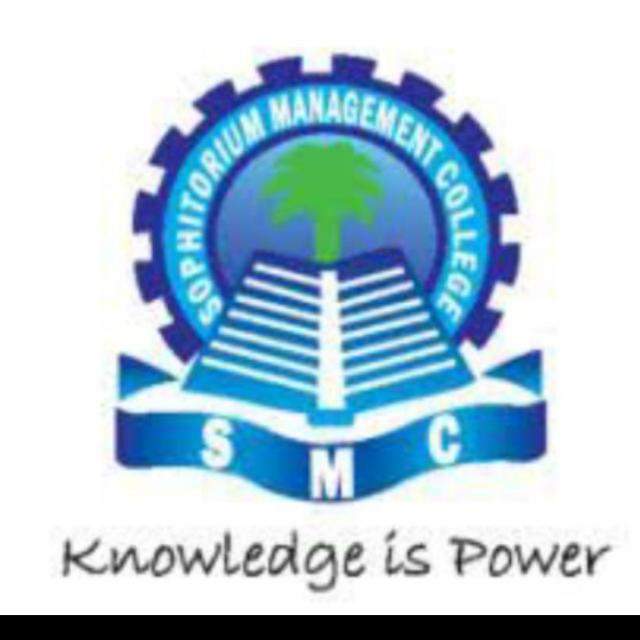 SOPHITORIUM MANAGEMENT COLLEGE
S M C
Knowledge is Power